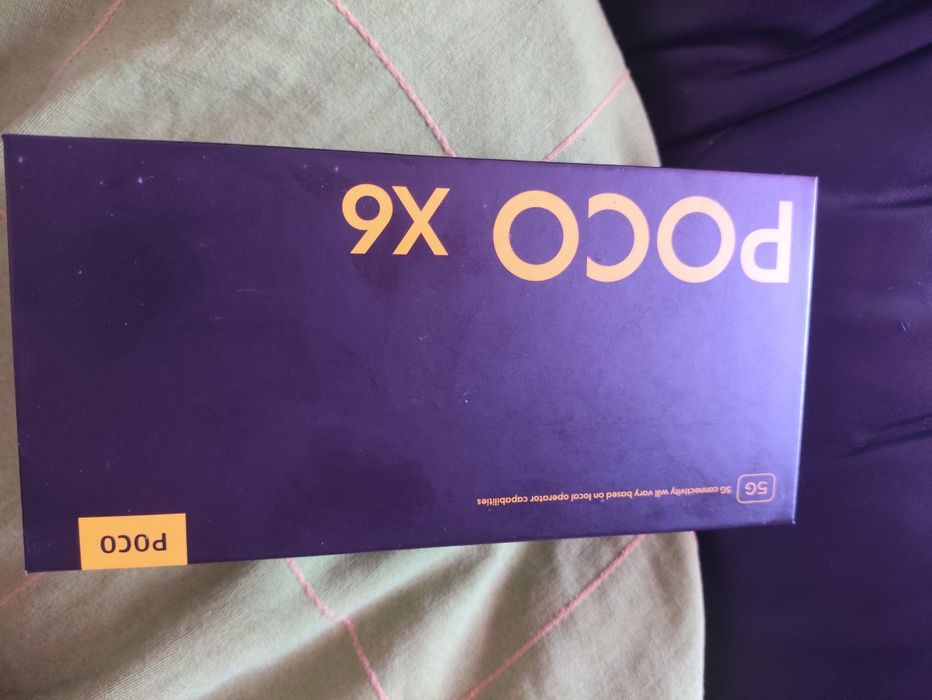 POCO X6
5G 5G connectivity will vary based on local operator capabilities
POCO